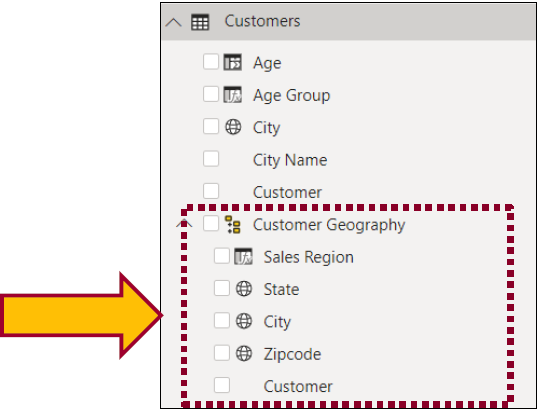 Customers
Age
Age Group
City
City Name
Customer
Customer Geography
Sales Region
State
City
Zipcode
Customer